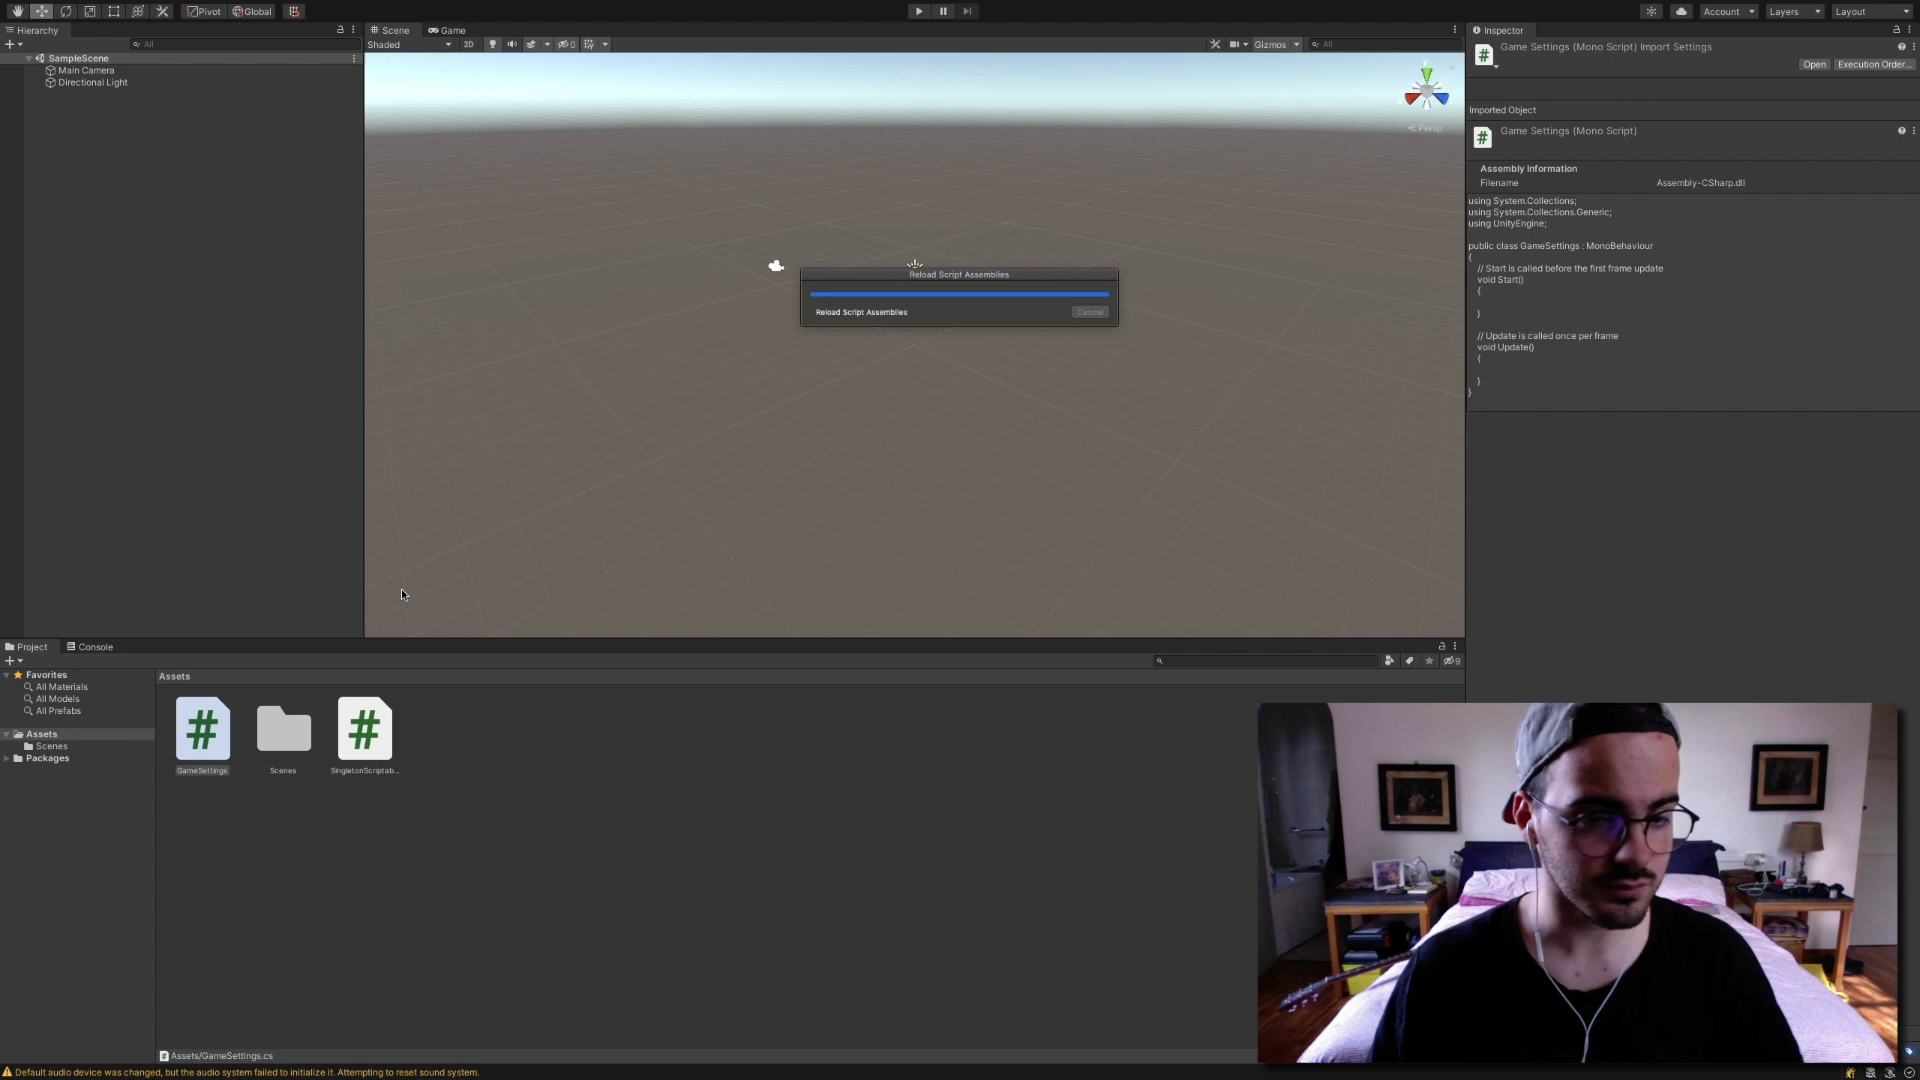 Pivot
Global
Account
Layers
Layout
Hierarchy
All
SampleScene
Main Camera
Directional Light
Scene
Game
Shaded
2D
0
Gizmos
All
y
Persp
Reload Script Assemblies
Reload Script Assemblies
Cancel
Inspector
Game Settings (Mono Script) Import Settings
Open
Execution Order...
Imported Object
Game Settings (Mono Script)
Assembly Information
Filename
Assembly-CSharp.dll
using System.Collections;
using System.Collections.Generic;
using UnityEngine;
public class GameSettings : MonoBehaviour
{
// Start is called before the first frame update
void Start()
{
}
// Update is called once per frame
void Update()
{
}
}
Project
Console
9
Favorites
All Materials
All Models
All Prefabs
Assets
Scenes
Packages
Assets
GameSettings
Scenes
SingletonScriptab...
Assets/GameSettings.cs
Default audio device was changed, but the audio system failed to initialize it. Attempting to reset sound system.